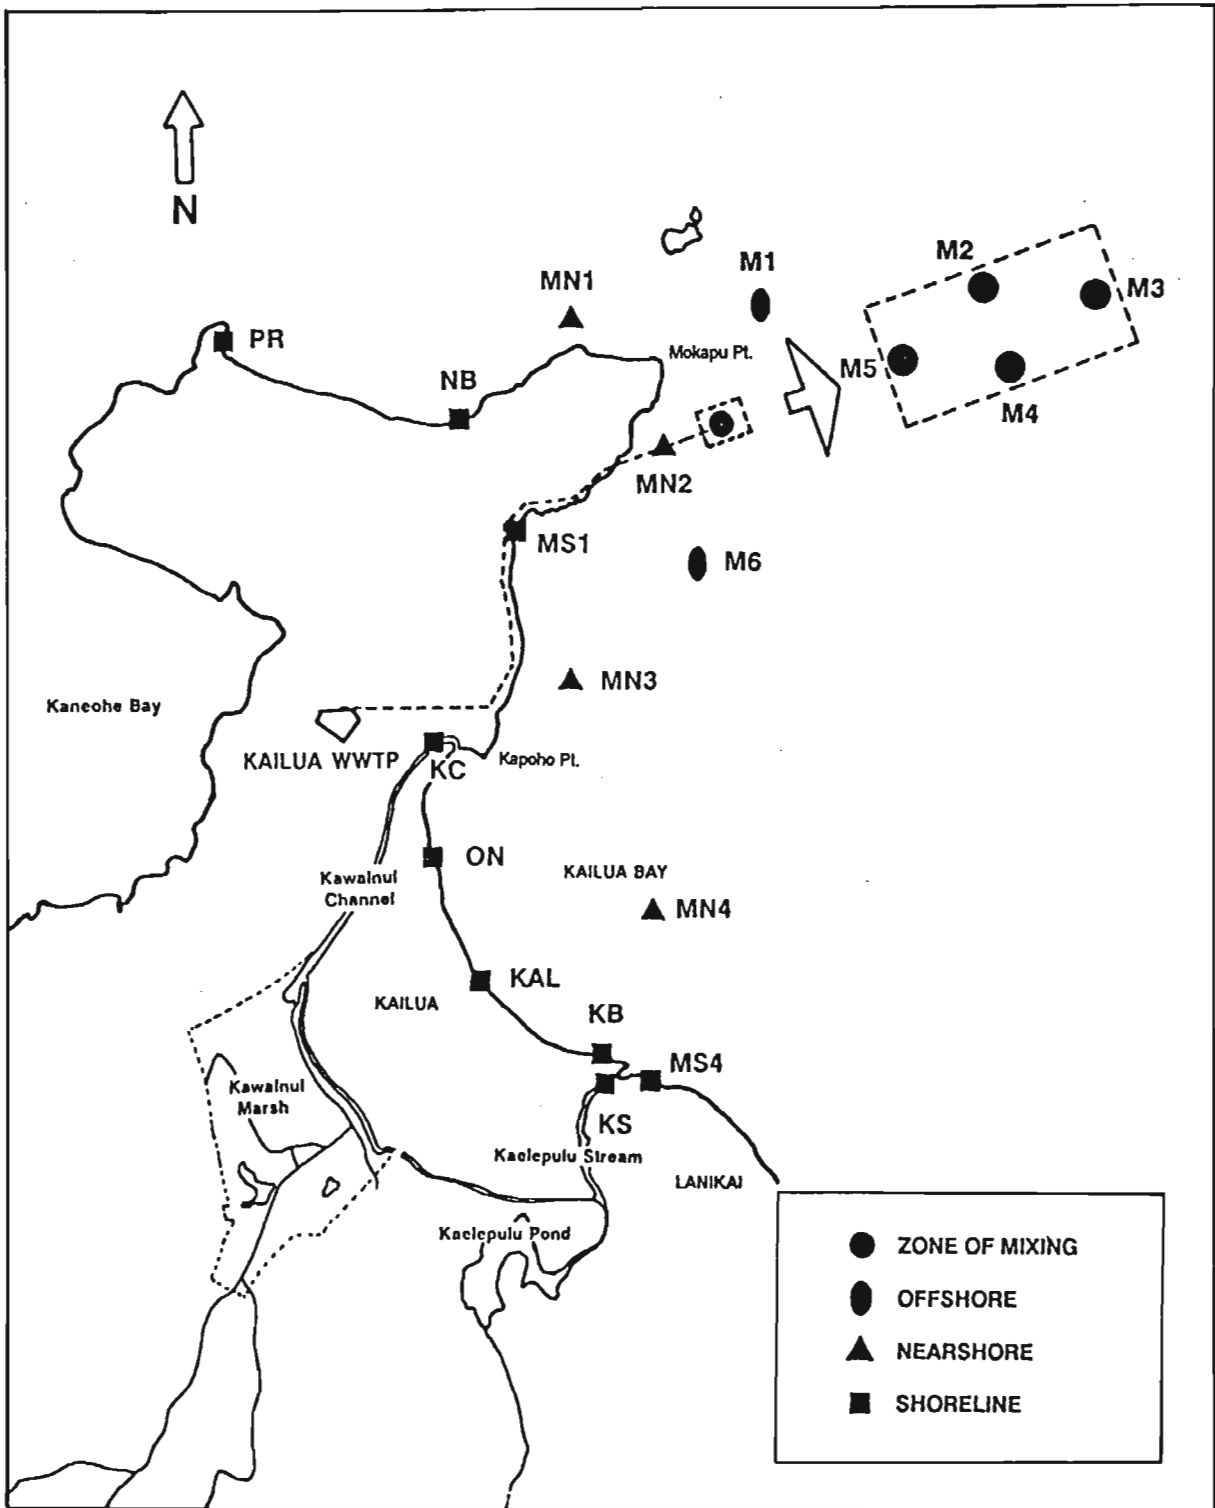 N
M1
M2
M3
MN1
PR
Mokapu Pt.
M5
NB
M4
MN2
MS1
M6
MN3
Kaneohe Bay
KAILUA WWTP
KC
Kapoho Pt.
ON
KAILUA BAY
Kawainui
Channel
MN4
KAL
KAILUA
KB
MS4
Kawainui
Marsh
KS
Kaelepulu Stream
LANIKAI
Kaelepulu Pond
ZONE OF MIXING
OFFSHORE
NEARSHORE
SHORELINE